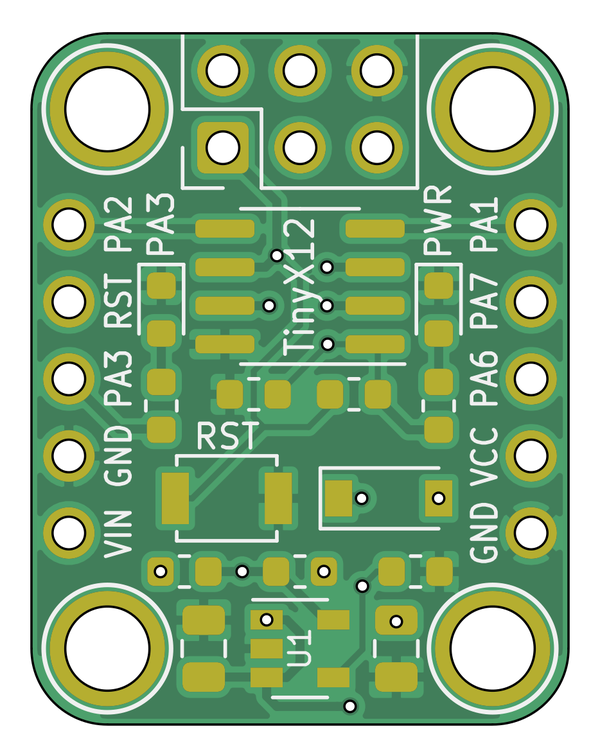 PA2
PA3
PWR
PA1
TinyX12
RST
PA7
PA3
PA6
RST
GND
VCC
VIN
GND
U1